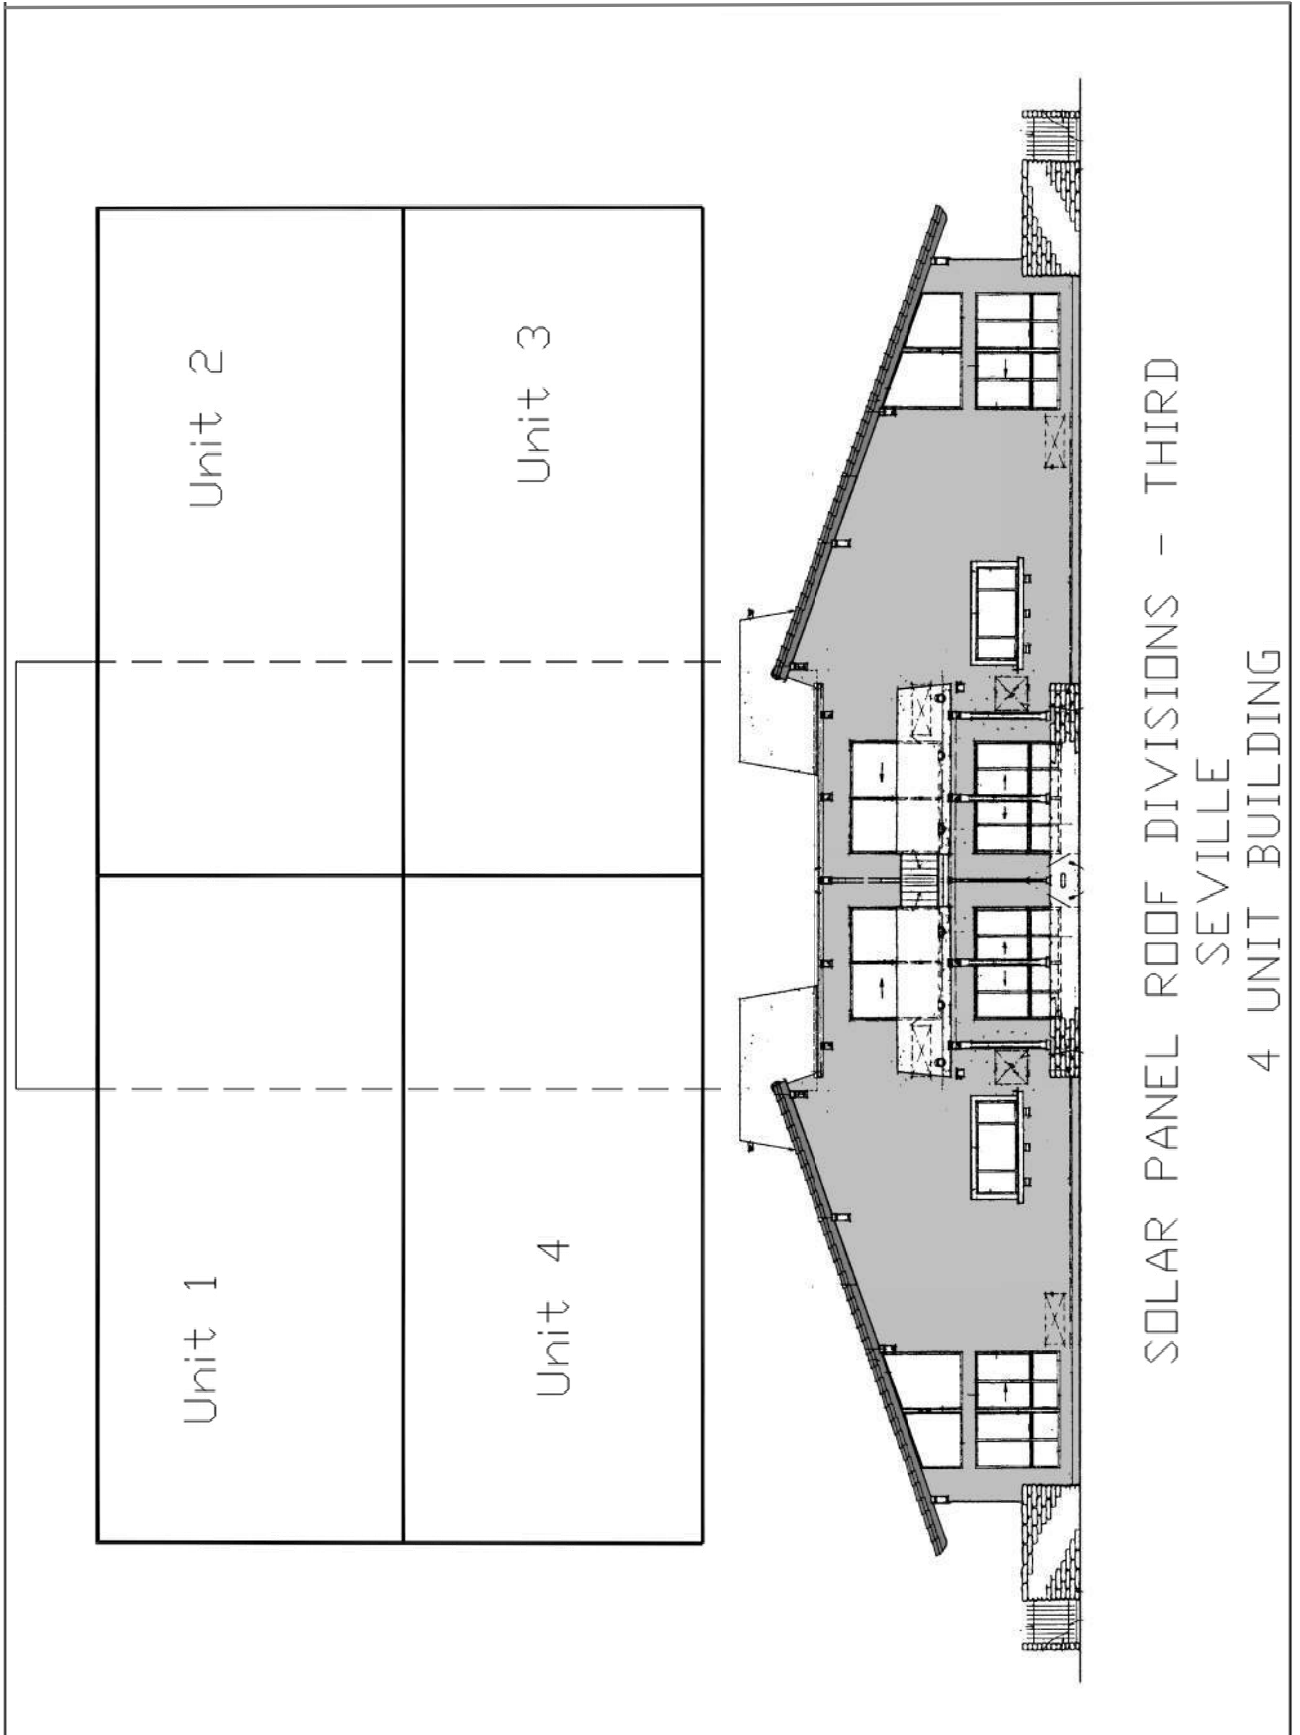 Unit 1
Unit 2
Unit 4
Unit 3
SOLAR PANEL ROOF DIVISIONS - THIRD
SEVILLE
4 UNIT BUILDING